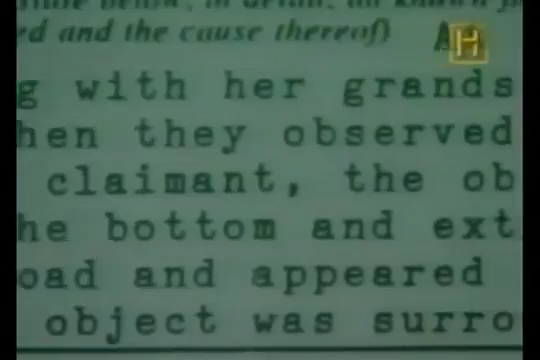 ed and the cause thereof)
H
g with her grands
hen they observed
claimant, the ob
he bottom and ext
oad and appeared
object was surro